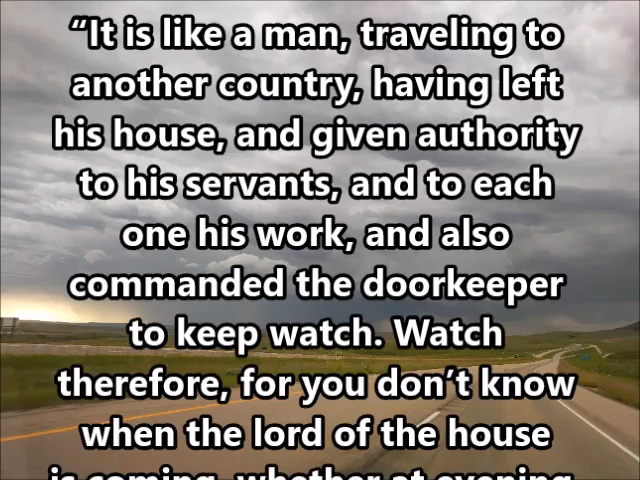 “It is like a man, traveling to
another country, having left
his house, and given authority
to his servants, and to each
one his work, and also
commanded the doorkeeper
to keep watch. Watch
therefore, for you don’t know
when the lord of the house
is coming, whether at evening,